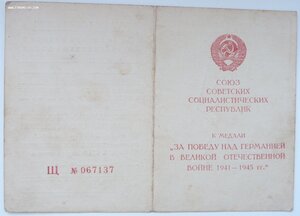 Щ № 067137
СОЮЗ
СОВЕТСКИХ
СОЦИАЛИСТИЧЕСКИХ
РЕСПУБЛИК
К МЕДАЛИ
„ЗА ПОБЕДУ НАД ГЕРМАНИЕЙ
В ВЕЛИКОЙ ОТЕЧЕСТВЕННОЙ
ВОЙНЕ 1941—1945 гг."